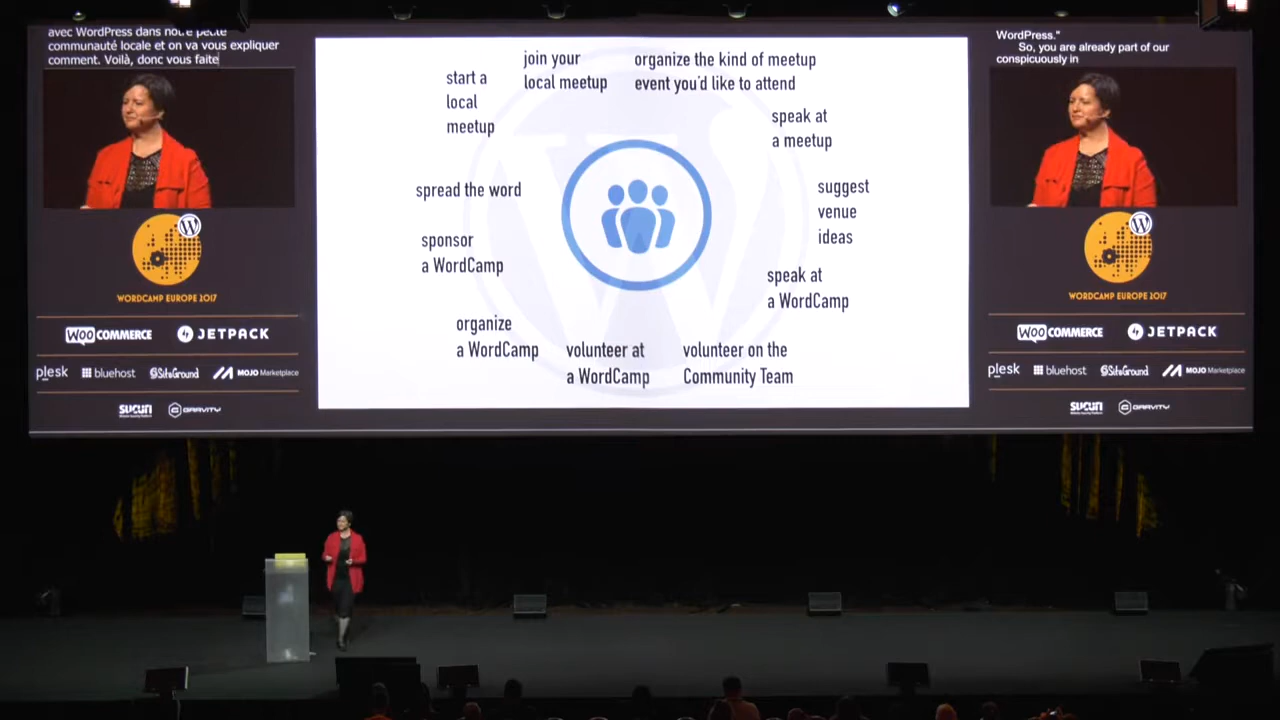 avec WordPress dans notre petite
communauté locale et on va vous expliquer
comment. Voilà, donc vous faite
WORDCAMP EUROPE 2017
WOO COMMERCE
JETPACK
plesk
bluehost
SiteGround
MOJO Marketplace
SUCURI
GRAVITY
join your
local meetup
organize the kind of meetup
event you'd like to attend
start a
local
meetup
speak at
a meetup
spread the word
suggest
venue
ideas
sponsor
a WordCamp
speak at
a WordCamp
organize
a WordCamp
volunteer at
a WordCamp
volunteer on the
Community Team
WordPress."
So, you are already part of our
conspicuously in
WORDCAMP EUROPE 2017
WOO COMMERCE
JETPACK
plesk
bluehost
SiteGround
MOJO Marketplace
SUCURI
GRAVITY